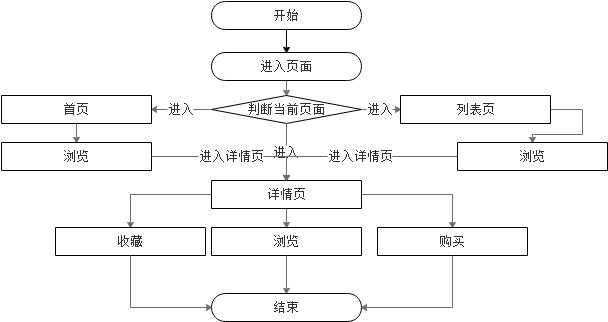 开始
进入页面
首页
进入
判断当前页面
进入
列表页
浏览
进入详情页
进入
进入详情页
浏览
详情页
收藏
浏览
购买
结束